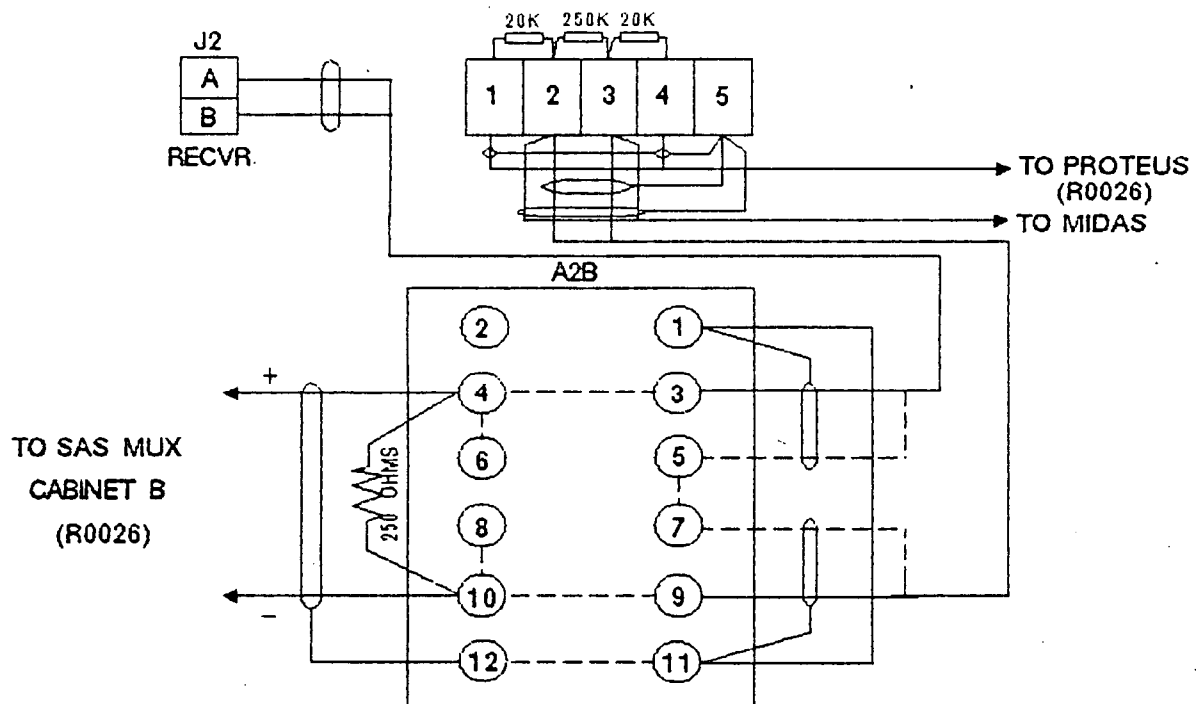 20K 250K 20K
J2
A
B
RECVR.
1 2 3 4 5
TO PROTEUS
(R0026)
TO MIDAS
A2B
2 1
+
4 3
TO SAS MUX
CABINET B
(R0026)
250 OHMS
6 5
8 7
10 9
−
12 11